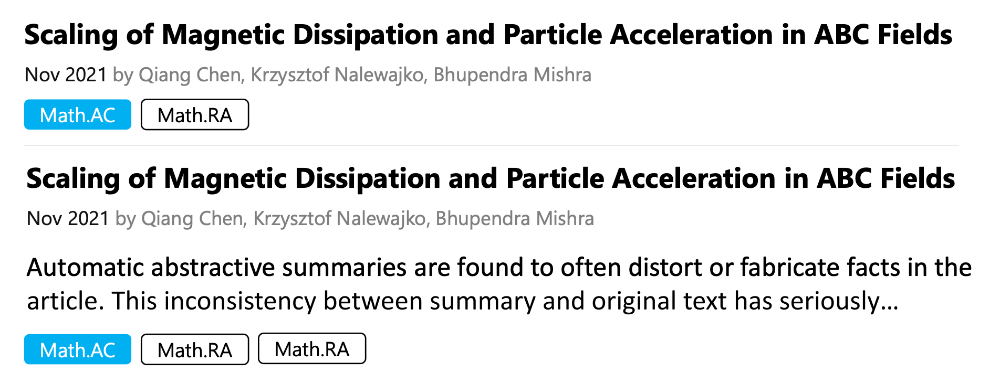 Scaling of Magnetic Dissipation and Particle Acceleration in ABC Fields
Nov 2021 by Qiang Chen, Krzysztof Nalewajko, Bhupendra Mishra
Math.AC Math.RA
Scaling of Magnetic Dissipation and Particle Acceleration in ABC Fields
Nov 2021 by Qiang Chen, Krzysztof Nalewajko, Bhupendra Mishra
Automatic abstractive summaries are found to often distort or fabricate facts in the
article. This inconsistency between summary and original text has seriously...
Math.AC Math.RA Math.RA